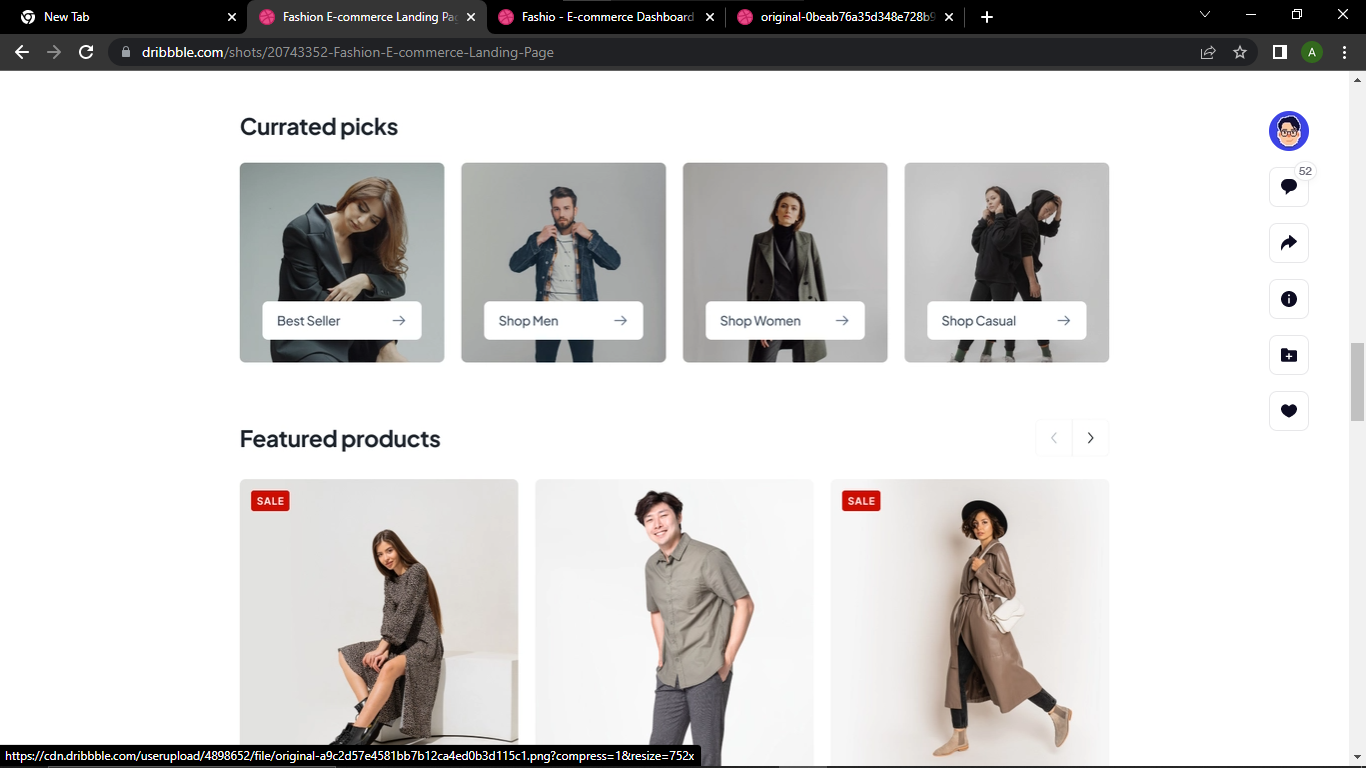 New Tab
Fashion E-commerce Landing Pag
Fashio - E-commerce Dashboard
original-0beab76a35d348e728b9
dribbble.com/shots/20743352-Fashion-E-commerce-Landing-Page
A
Currated picks
52
Best Seller
Shop Men
Shop Women
Shop Casual
Featured products
SALE
SALE
https://cdn.dribbble.com/userupload/4898652/file/original-a9c2d57e4581bb7b12ca4ed0b3d115c1.png?compress=1&resize=752x